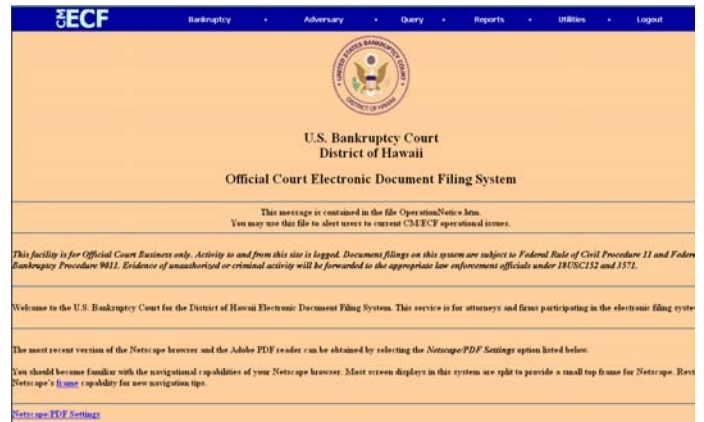 CM ECF Bankruptcy • Adversary • Query • Reports • Utilities • Logout
UNITED STATES BANKRUPTCY COURT
DISTRICT OF HAWAII
U.S. Bankruptcy Court
District of Hawaii
Official Court Electronic Document Filing System
This message is contained in the file OperationNotice.htm.
You may use this file to alert users to current CM/ECF operational issues.
This facility is for Official Court Business only. Activity to and from this site is logged. Document filings on this system are subject to Federal Rule of Civil Procedure 11 and Feder
Bankruptcy Procedure 9011. Evidence of unauthorized or criminal activity will be forwarded to the appropriate law enforcement officials under 18USC152 and 3571.
Welcome to the U.S. Bankruptcy Court for the District of Hawaii Electronic Document Filing System. This service is for attorneys and firms participating in the electronic filing syste
The most recent version of the Netscape browser and the Adobe PDF reader can be obtained by selecting the Netscape/PDF Settings option listed below.
You should become familiar with the navigational capabilities of your Netscape browser. Most screen displays in this system are split to provide a small top frame for Netscape. Revi
Netscape's frame capability for new navigation tips.
Netscape/PDF Settings